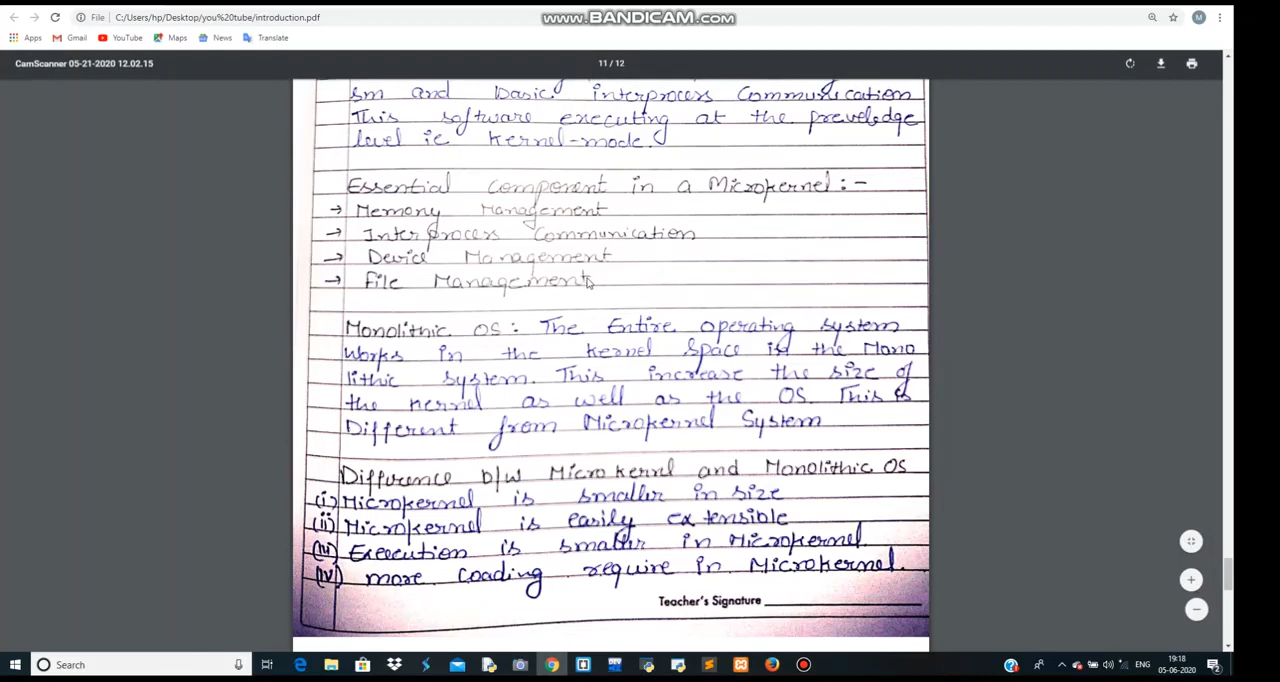 www.BANDICAM.com
File C:/Users/hp/Desktop/you%20tube/introduction.pdf
M
Apps Gmail YouTube Maps News Translate
CamScanner 05-21-2020 12.02.15
11 / 12
sm and basic interprocess Communication
This software executing at the preveledge
level ie kernel-mode.
Essential component in a Microkernel :-
→ Memory Management
→ Interprocess Communication
→ Device Management
→ File Management
Monolithic OS: The Entire operating system
Works in the kernel Space is the Mono
lithic system. This increase the size of
the kernel as well as the OS. This is
Different from Microkernel System
Difference b/w Microkernel and Monolithic OS
(i) Microkernel is smaller in size
(ii) Microkernel is easily extensible
(iii) Execution is smaller in Microkernel.
(iv) more coading require in Microkernel.
Teacher's Signature
Search
ENG
19:18
05-06-2020
2